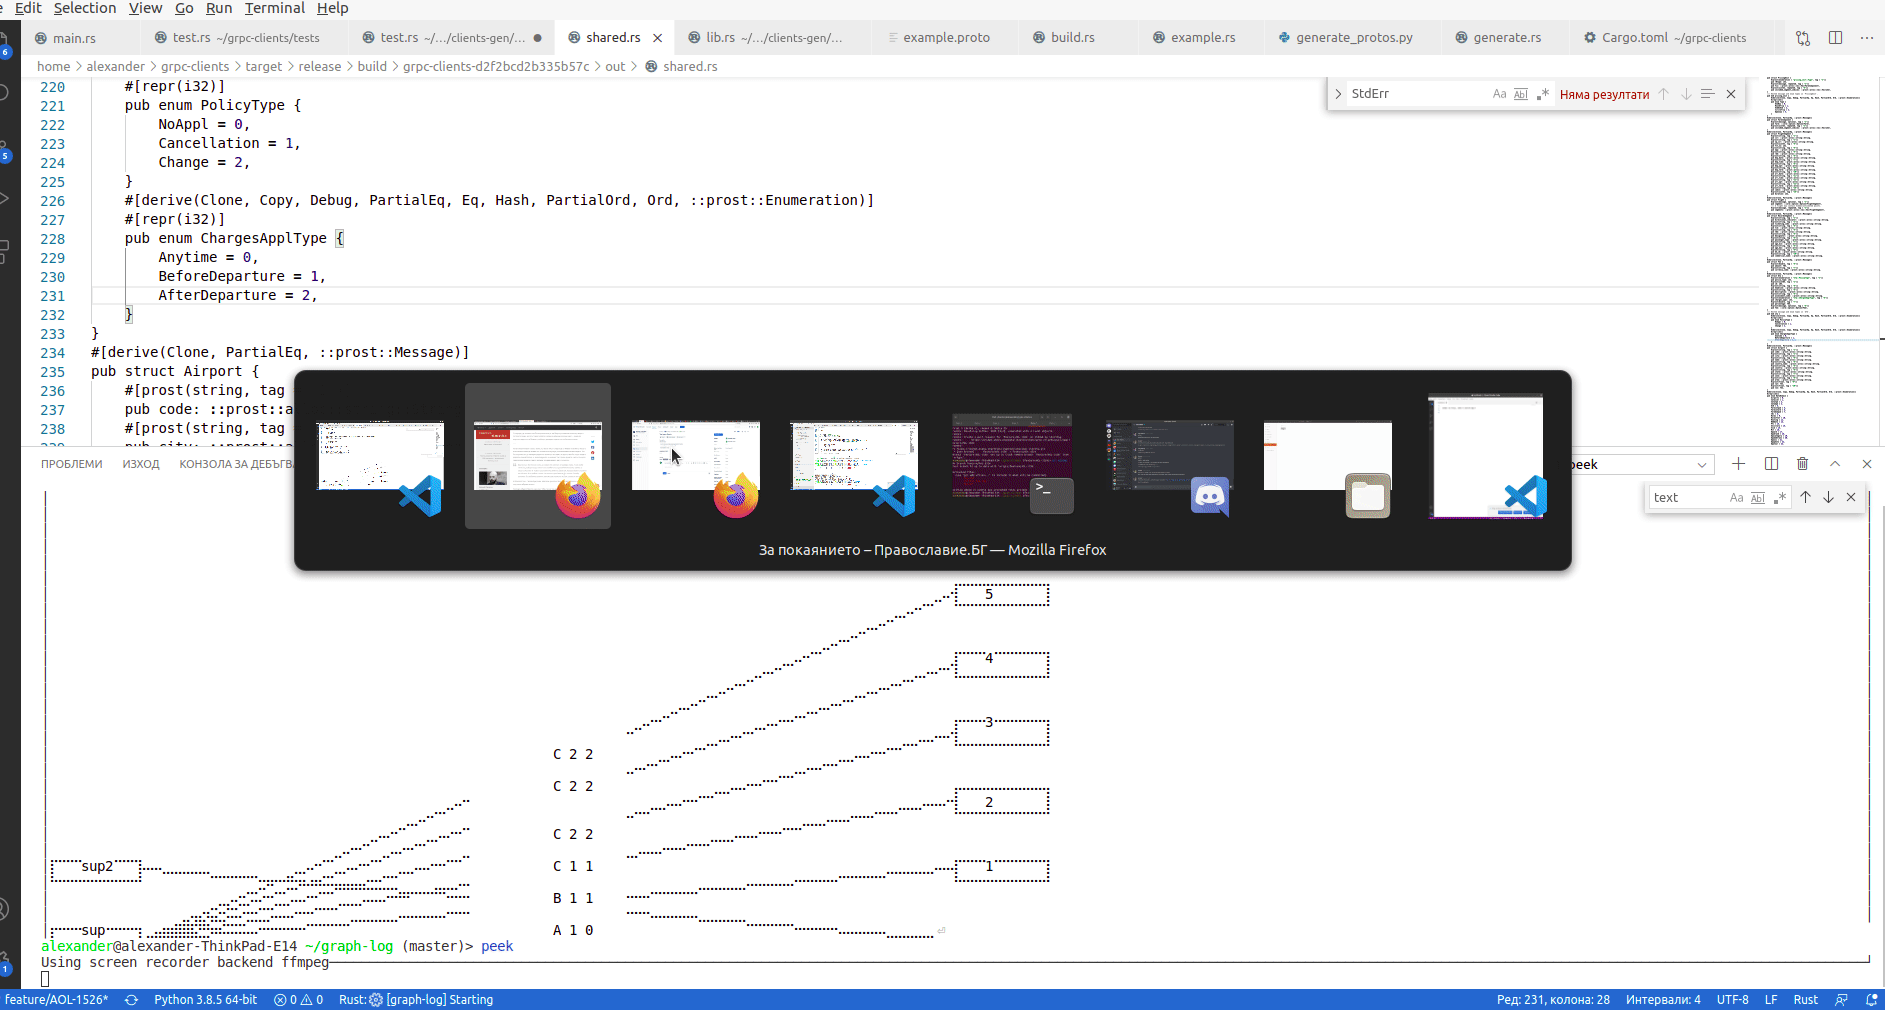 Edit Selection View Go Run Terminal Help
main.rs test.rs ~/grpc-clients/tests test.rs ~/.../clients-gen/... shared.rs lib.rs ~/.../clients-gen/... example.proto build.rs example.rs generate_protos.py generate.rs Cargo.toml ~/grpc-clients
home > alexander > grpc-clients > target > release > build > grpc-clients-d2f2bcd2b335b57c > out > shared.rs
StdErr Aa Abl .* Няма резултати
220 #[repr(i32)]
221 pub enum PolicyType {
222 NoAppl = 0,
223 Cancellation = 1,
224 Change = 2,
225 }
226 #[derive(Clone, Copy, Debug, PartialEq, Eq, Hash, PartialOrd, Ord, ::prost::Enumeration)]
227 #[repr(i32)]
228 pub enum ChargesApplType {
229 Anytime = 0,
230 BeforeDeparture = 1,
231 AfterDeparture = 2,
232 }
233 }
234 #[derive(Clone, PartialEq, ::prost::Message)]
235 pub struct Airport {
236 #[prost(string, tag
237 pub code: ::prost::a
238 #[prost(string, tag
239 pub city: ::prost::a
За покаянието – Православие.БГ — Mozilla Firefox
ПРОБЛЕМИ ИЗХОД КОНЗОЛА ЗА ДЕБЪГВА
peek
text Aa Abl .*
5
4
3
C 2 2
C 2 2
2
C 2 2
sup2 C 1 1 1
B 1 1
sup A 1 0
alexander@alexander-ThinkPad-E14 ~/graph-log (master)> peek
Using screen recorder backend ffmpeg
feature/AOL-1526* Python 3.8.5 64-bit 0 0 Rust: [graph-log] Starting Ред: 231, колона: 28 Интервали: 4 UTF-8 LF Rust